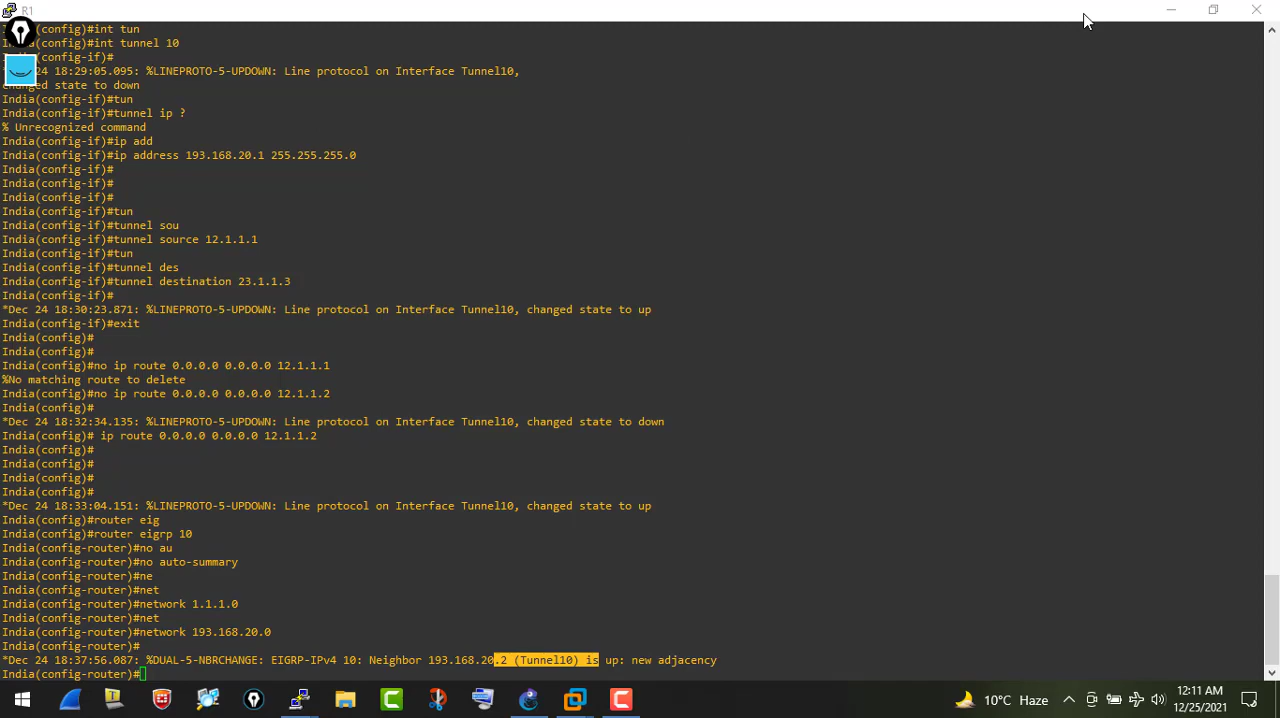 R1
India(config)#int tun
India(config)#int tunnel 10
India(config-if)#
24 18:29:05.095: %LINEPROTO-5-UPDOWN: Line protocol on Interface Tunnel10,
changed state to down
India(config-if)#tun
India(config-if)#tunnel ip ?
% Unrecognized command
India(config-if)#ip add
India(config-if)#ip address 193.168.20.1 255.255.255.0
India(config-if)#
India(config-if)#
India(config-if)#
India(config-if)#tun
India(config-if)#tunnel sou
India(config-if)#tunnel source 12.1.1.1
India(config-if)#tun
India(config-if)#tunnel des
India(config-if)#tunnel destination 23.1.1.3
India(config-if)#
*Dec 24 18:30:23.871: %LINEPROTO-5-UPDOWN: Line protocol on Interface Tunnel10, changed state to up
India(config-if)#exit
India(config)#
India(config)#
India(config)#no ip route 0.0.0.0 0.0.0.0 12.1.1.1
%No matching route to delete
India(config)#no ip route 0.0.0.0 0.0.0.0 12.1.1.2
India(config)#
*Dec 24 18:32:34.135: %LINEPROTO-5-UPDOWN: Line protocol on Interface Tunnel10, changed state to down
India(config)# ip route 0.0.0.0 0.0.0.0 12.1.1.2
India(config)#
India(config)#
India(config)#
India(config)#
*Dec 24 18:33:04.151: %LINEPROTO-5-UPDOWN: Line protocol on Interface Tunnel10, changed state to up
India(config)#router eig
India(config)#router eigrp 10
India(config-router)#no au
India(config-router)#no auto-summary
India(config-router)#ne
India(config-router)#net
India(config-router)#network 1.1.1.0
India(config-router)#net
India(config-router)#network 193.168.20.0
India(config-router)#
*Dec 24 18:37:56.087: %DUAL-5-NBRCHANGE: EIGRP-IPv4 10: Neighbor 193.168.20.2 (Tunnel10) is up: new adjacency
India(config-router)#
10°C Haze
12:11 AM
12/25/2021